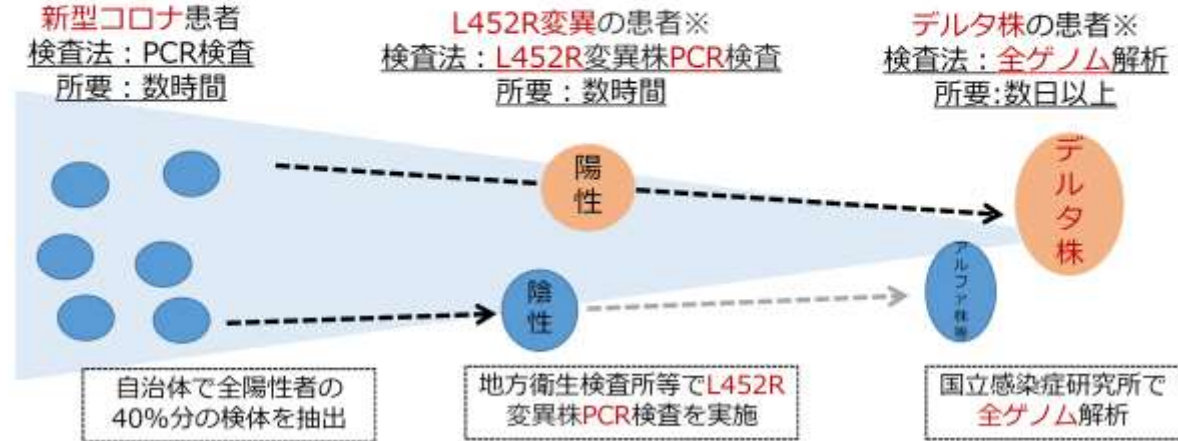 新型コロナ患者
検査法：PCR検査
所要：数時間
L452R変異の患者※
検査法：L452R変異株PCR検査
所要：数時間
デルタ株の患者※
検査法：全ゲノム解析
所要:数日以上
陽性
デルタ株
陰性
アルファ株等
自治体で全陽性者の
40%分の検体を抽出
地方衛生検査所等でL452R
変異株PCR検査を実施
国立感染症研究所で
全ゲノム解析